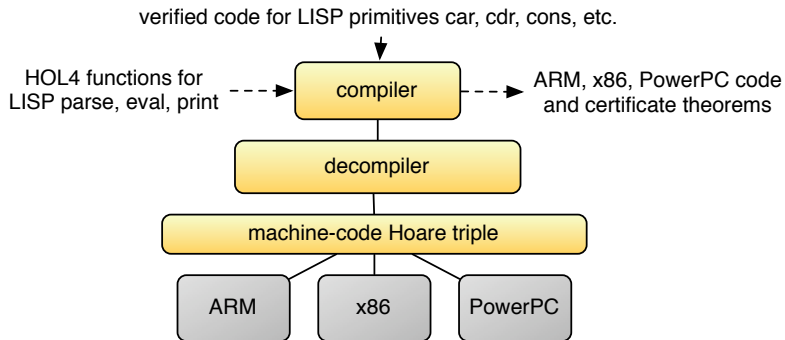 verified code for LISP primitives car, cdr, cons, etc.
HOL4 functions for
LISP parse, eval, print
compiler
ARM, x86, PowerPC code
and certificate theorems
decompiler
machine-code Hoare triple
ARM
x86
PowerPC